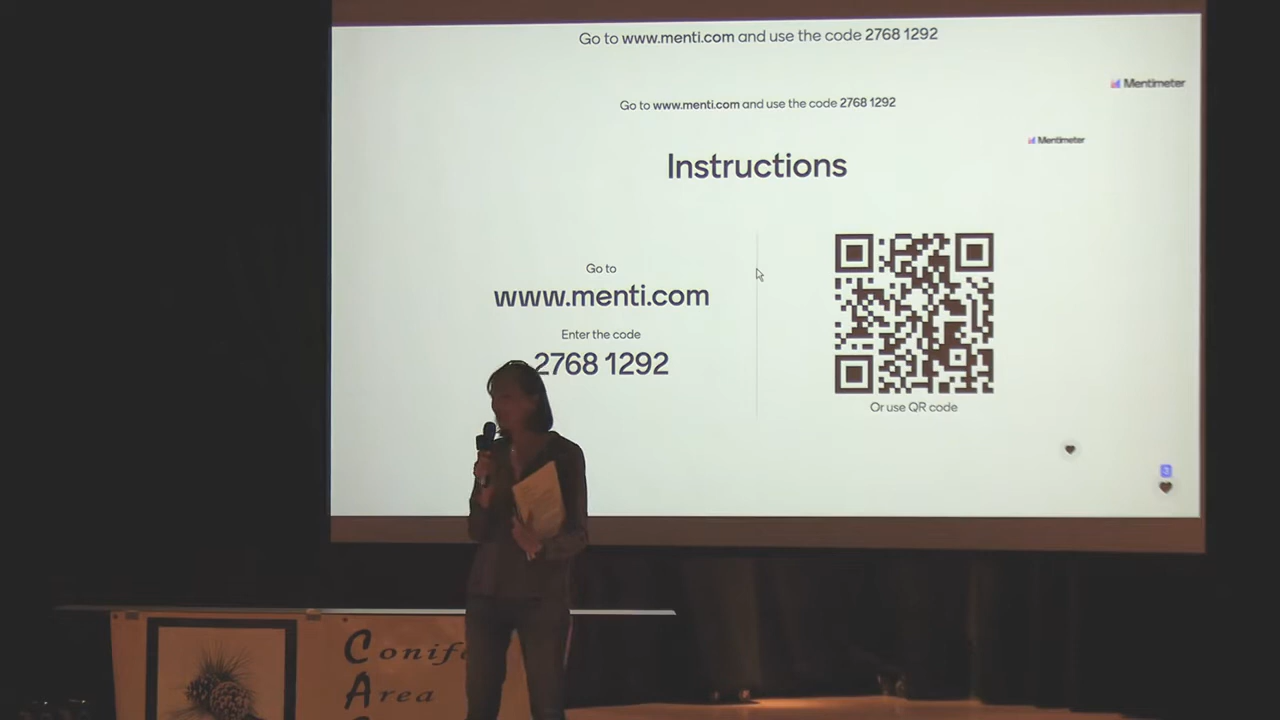 Go to www.menti.com and use the code 2768 1292
Mentimeter
Go to www.menti.com and use the code 2768 1292
Mentimeter
Instructions
Go to
www.menti.com
Enter the code
2768 1292
Or use QR code
3
Area